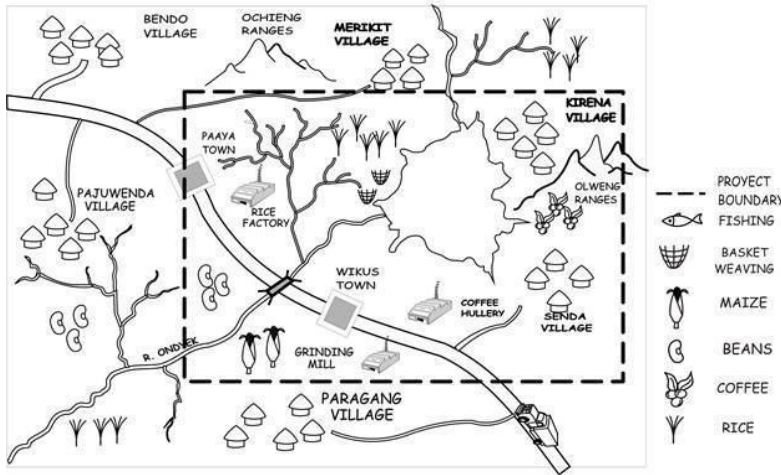 BENDO
VILLAGE
OCHIENG
RANGES
MERIKIT
VILLAGE
KIRENA
VILLAGE
PAAYA
TOWN
RICE
FACTORY
OLWENG
RANGES
PAJUWENDA
VILLAGE
WIKUS
TOWN
COFFEE
HULLERY
SENDA
VILLAGE
R. ONDYEK
GRINDING
MILL
PARAGANG
VILLAGE
PROYECT
BOUNDARY
FISHING
BASKET
WEAVING
MAIZE
BEANS
COFFEE
RICE